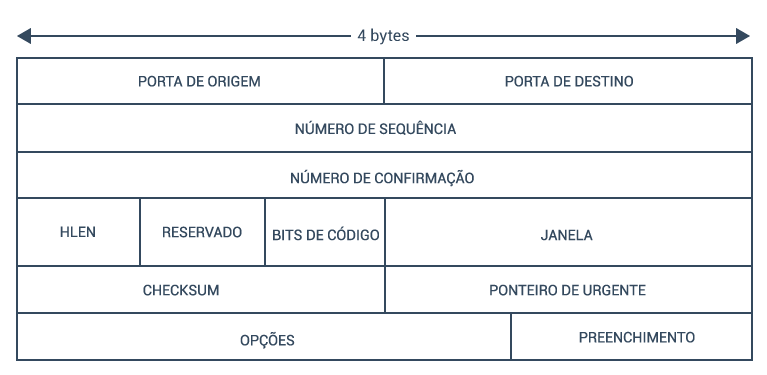 4 bytes
PORTA DE ORIGEM
PORTA DE DESTINO
NÚMERO DE SEQUÊNCIA
NÚMERO DE CONFIRMAÇÃO
HLEN
RESERVADO
BITS DE CÓDIGO
JANELA
CHECKSUM
PONTEIRO DE URGENTE
OPÇÕES
PREENCHIMENTO